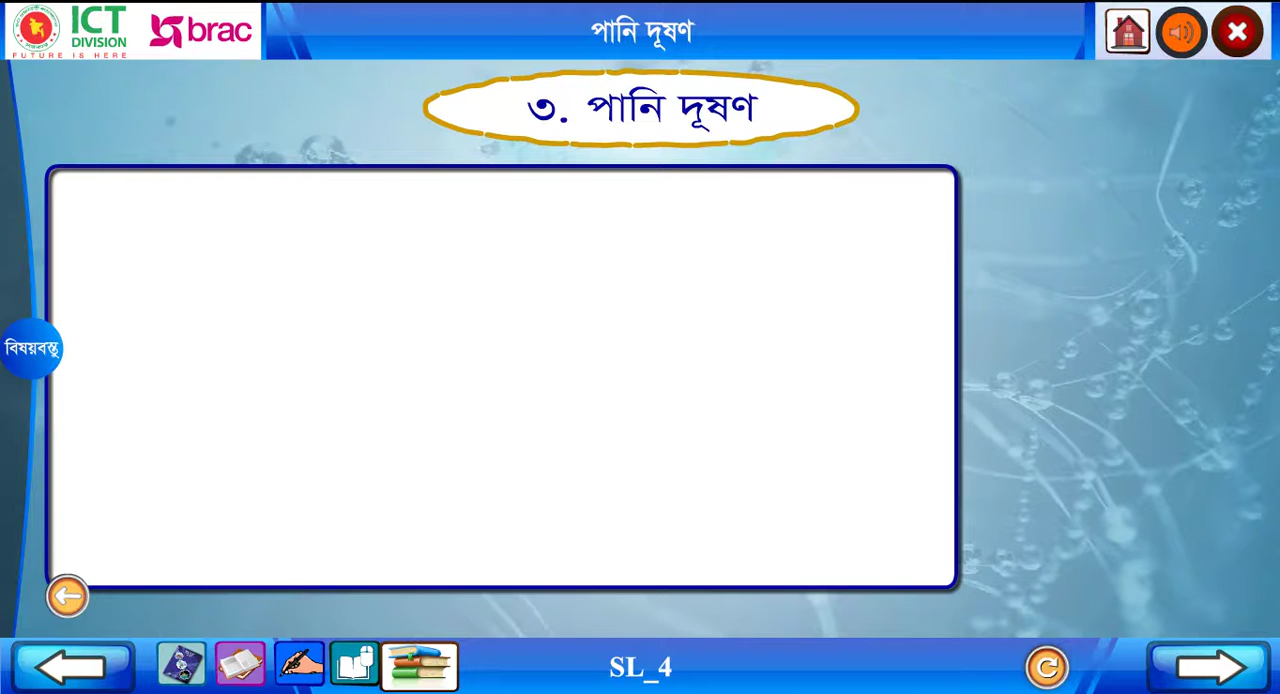 ICT
DIVISION
FUTURE IS HERE
brac
পানি দূষণ
৩. পানি দূষণ
বিষয়বস্তু
SL_4